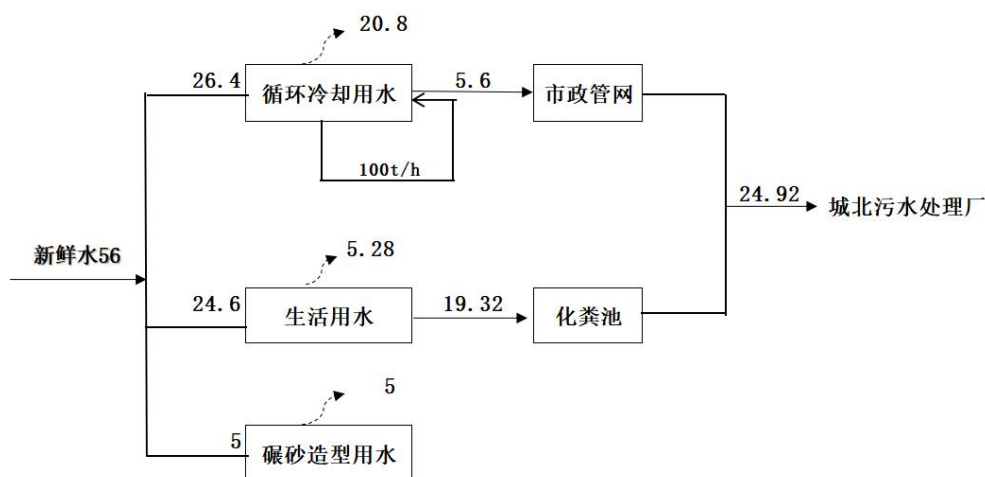 20.8
26.4
循环冷却用水
5.6
市政管网
100t/h
24.92
城北污水处理厂
新鲜水56
5.28
24.6
生活用水
19.32
化粪池
5
5
碾砂造型用水